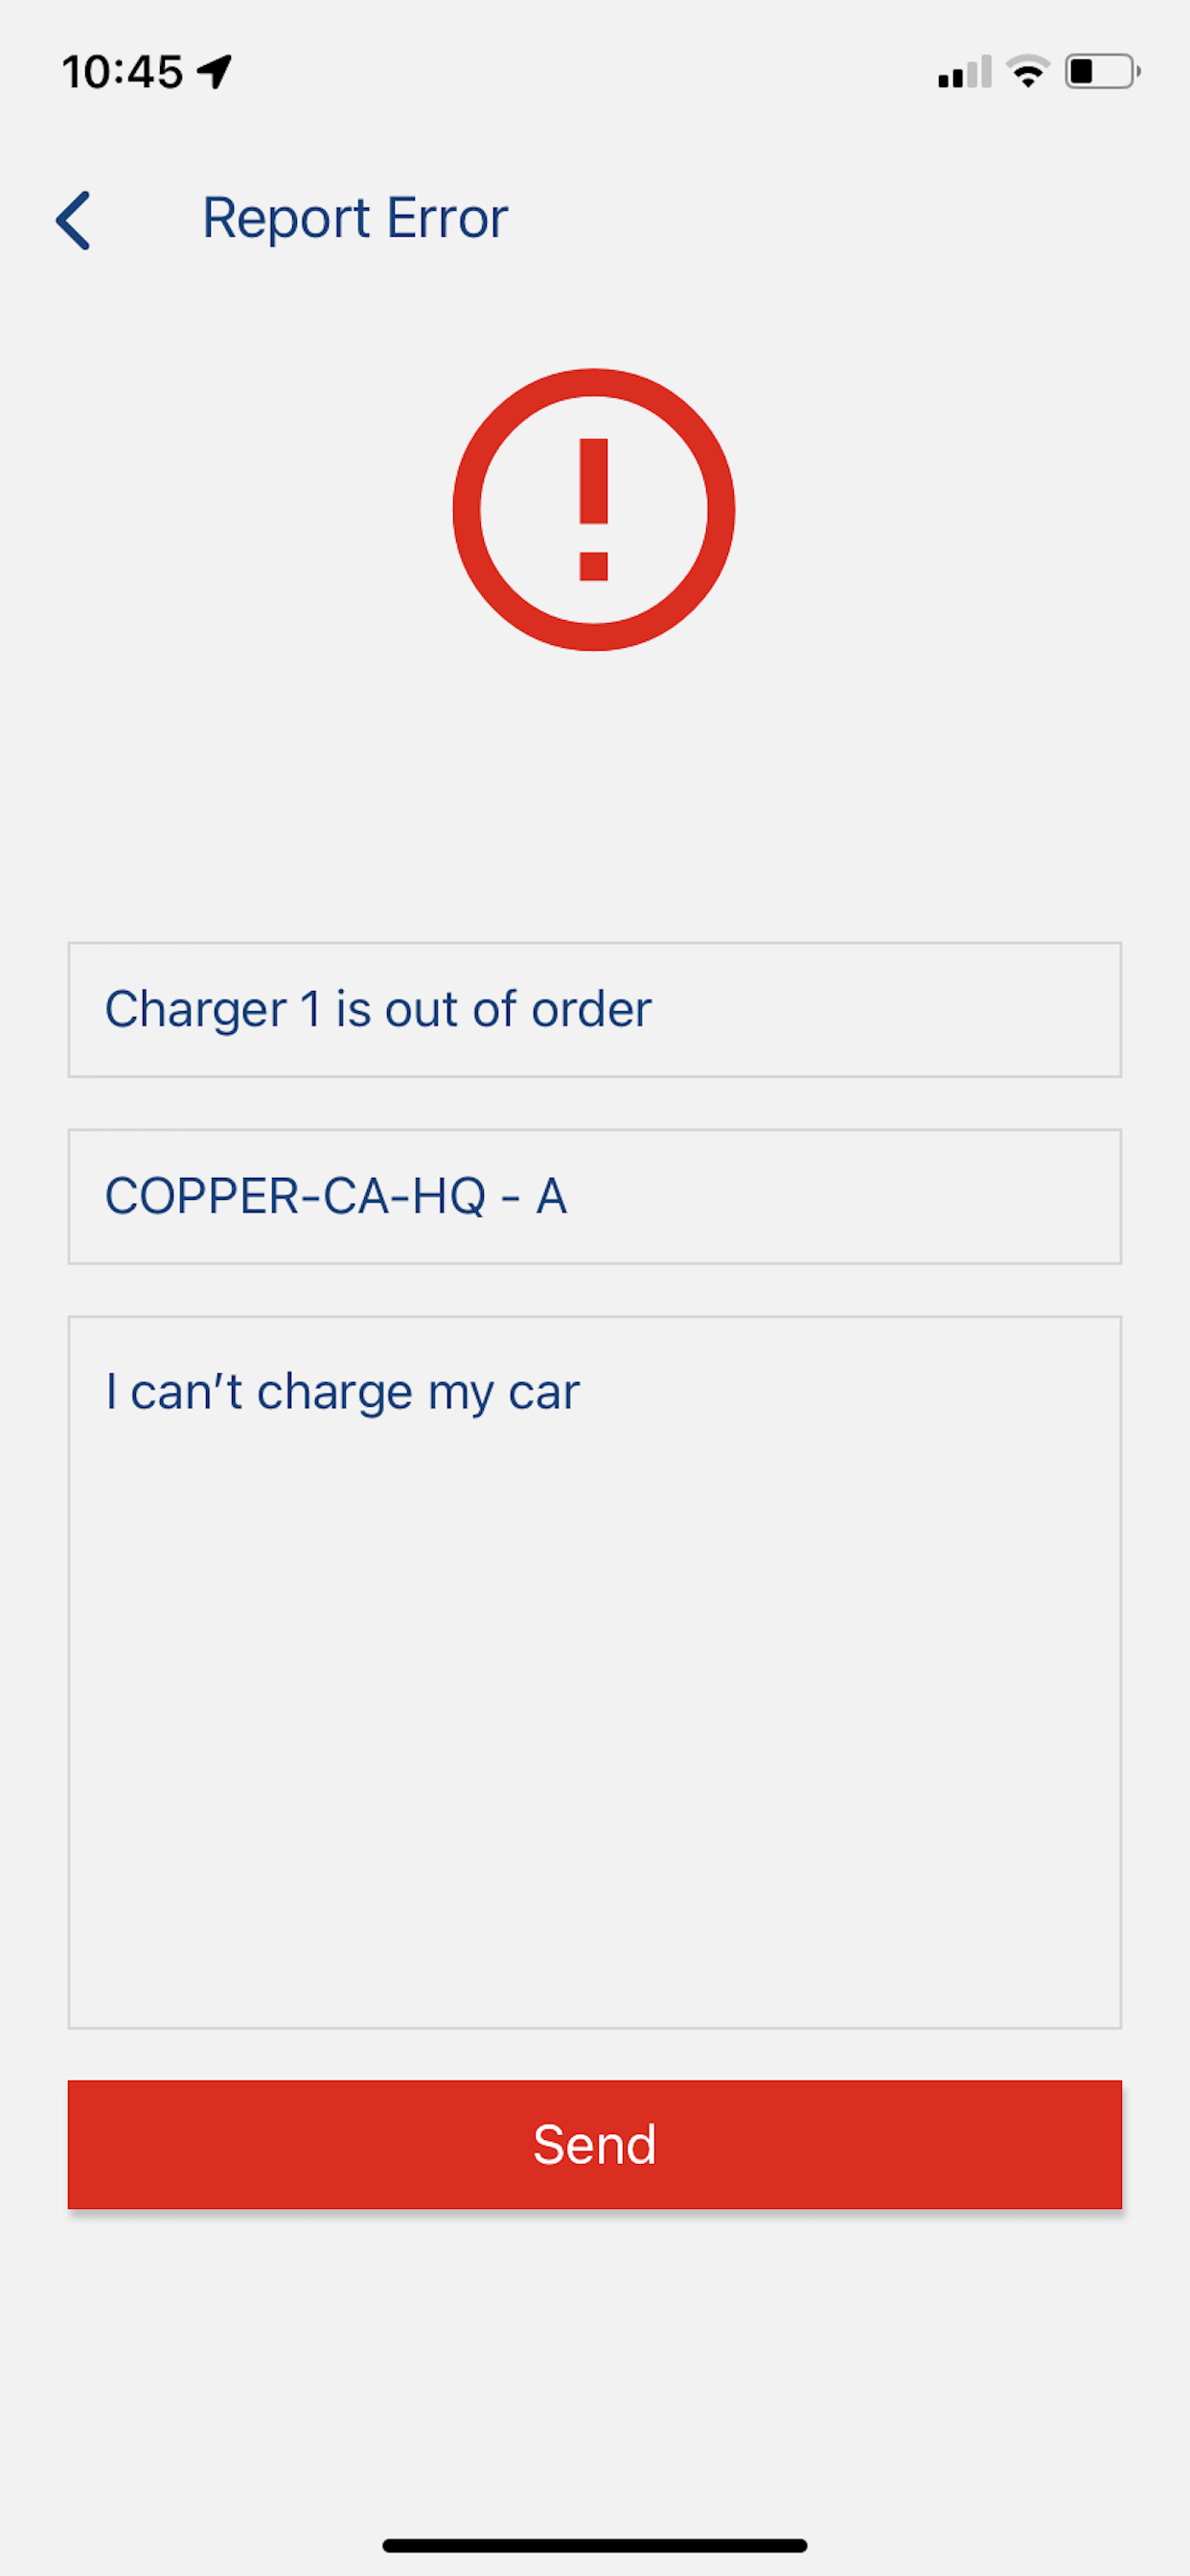 10:45
Report Error
Charger 1 is out of order
COPPER-CA-HQ - A
I can’t charge my car
Send